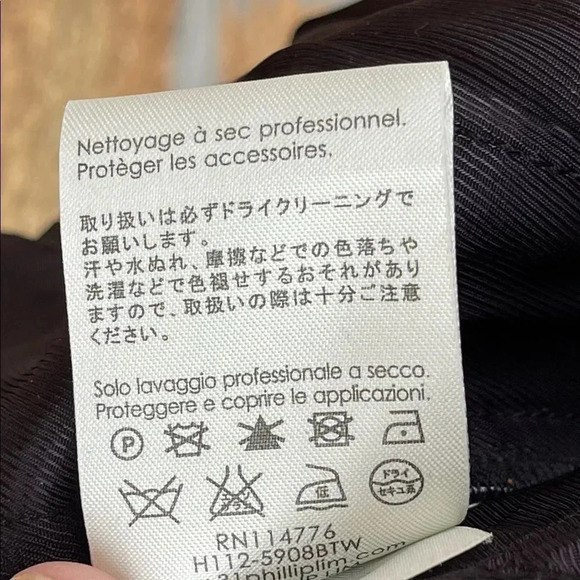 Nettoyage à sec professionnel.
Protèger les accessoires.
取り扱いは必ずドライクリーニングで
お願いします。
汗や水ぬれ、摩擦などでの色落ちや
洗濯などで色褪せするおそれがあり
ますので、取扱いの際は十分ご注意
ください。
Solo lavaggio professionale a secco.
Proteggere e coprire le applicazioni.
P
低
ドライ
セキユ系
RN114776
H112-5908BTW
31philliplim.com